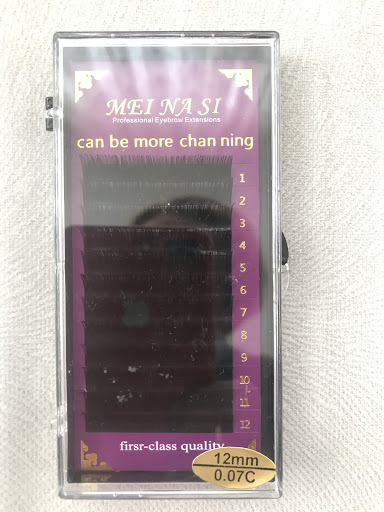 MEI NA SI
Professional Eyebrow Extensions
can be more chan ning
1
2
3
4
5
6
7
8
9
10
11
12
firsr-class quality
12mm
0.07C